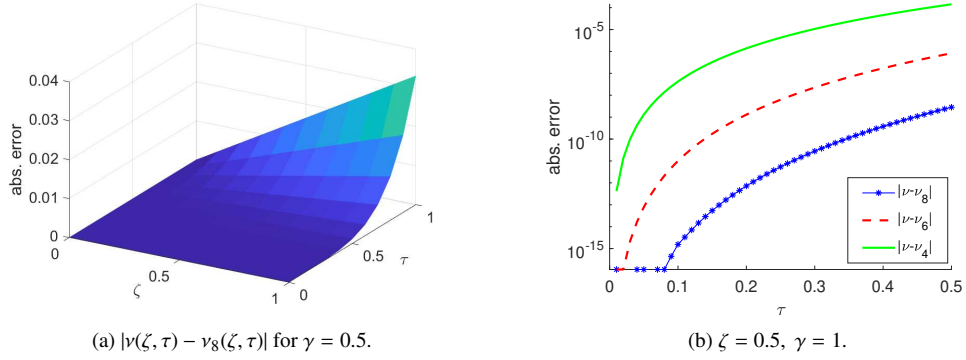 0.04
0.03
0.02
0.01
0
abs. error
0
0.5
1
ζ
0
0.5
1
τ
(a) |ν(ζ, τ) − ν₈(ζ, τ)| for γ = 0.5.
10⁻⁵
10⁻¹⁰
10⁻¹⁵
abs. error
|ν-ν₈|
|ν-ν₆|
|ν-ν₄|
0 0.1 0.2 0.3 0.4 0.5
τ
(b) ζ = 0.5, γ = 1.